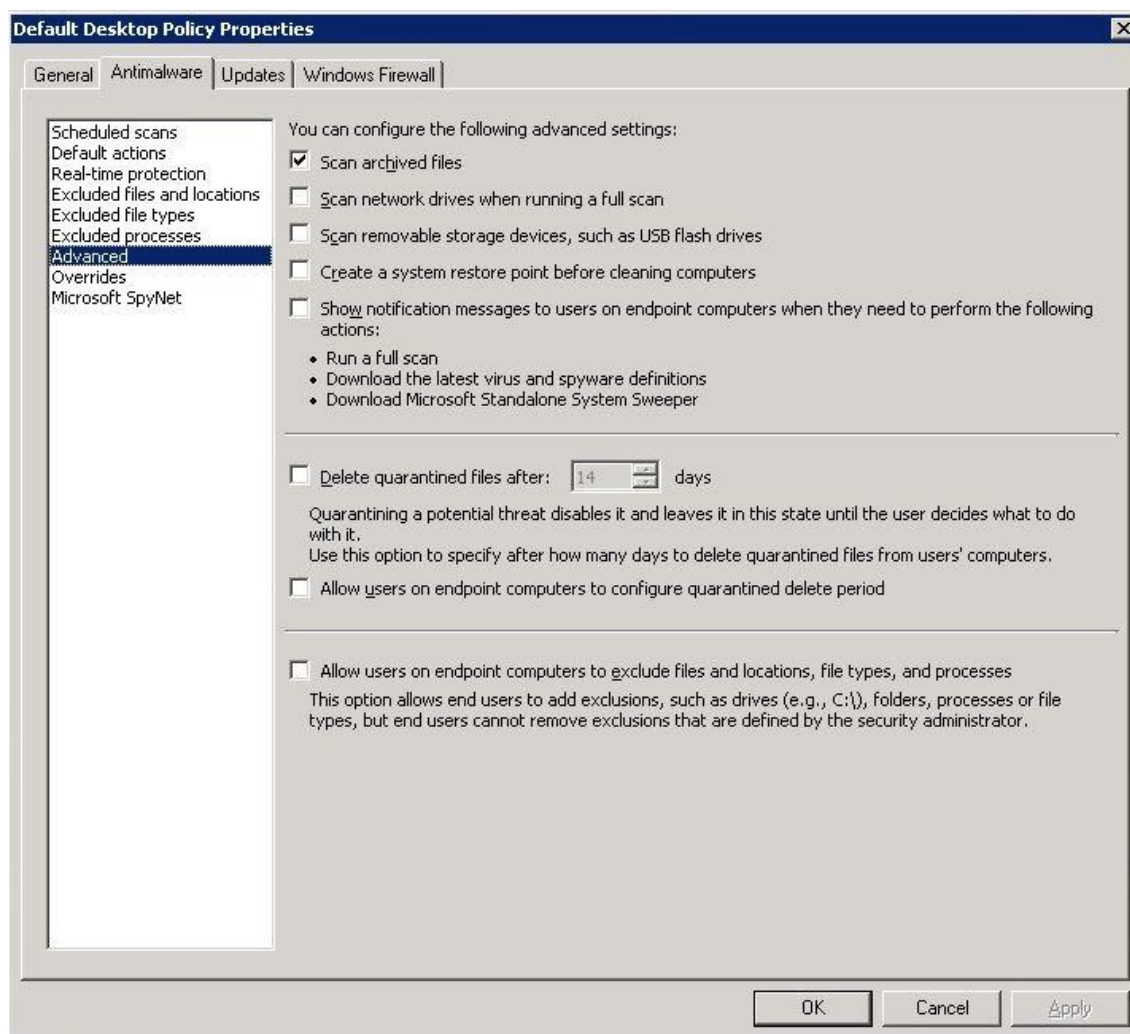 Default Desktop Policy Properties
General Antimalware Updates Windows Firewall
Scheduled scans
Default actions
Real-time protection
Excluded files and locations
Excluded file types
Excluded processes
Advanced
Overrides
Microsoft SpyNet
You can configure the following advanced settings:
Scan archived files
Scan network drives when running a full scan
Scan removable storage devices, such as USB flash drives
Create a system restore point before cleaning computers
Show notification messages to users on endpoint computers when they need to perform the following
actions:
• Run a full scan
• Download the latest virus and spyware definitions
• Download Microsoft Standalone System Sweeper
Delete quarantined files after: 14 days
Quarantining a potential threat disables it and leaves it in this state until the user decides what to do
with it.
Use this option to specify after how many days to delete quarantined files from users' computers.
Allow users on endpoint computers to configure quarantined delete period
Allow users on endpoint computers to exclude files and locations, file types, and processes
This option allows end users to add exclusions, such as drives (e.g., C:\), folders, processes or file
types, but end users cannot remove exclusions that are defined by the security administrator.
OK Cancel Apply